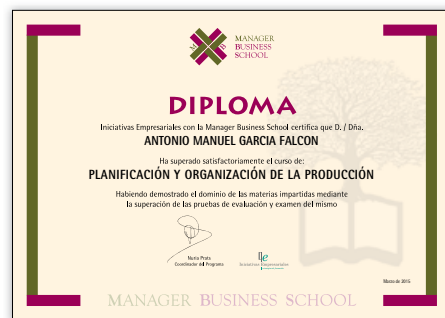 M B
MANAGER
BUSINESS
SCHOOL
DIPLOMA
Iniciativas Empresariales con la Manager Business School certifica que D. / Dña.
ANTONIO MANUEL GARCIA FALCON
Ha superado satisfactoriamente el curso de:
PLANIFICACIÓN Y ORGANIZACIÓN DE LA PRODUCCIÓN
Habiendo demostrado el dominio de las materias impartidas mediante
la superación de las pruebas de evaluación y examen del mismo
Nuria Prats
Coordinador del Programa
Ie
Iniciativas Empresariales
Marzo de 2015
MANAGER BUSINESS SCHOOL